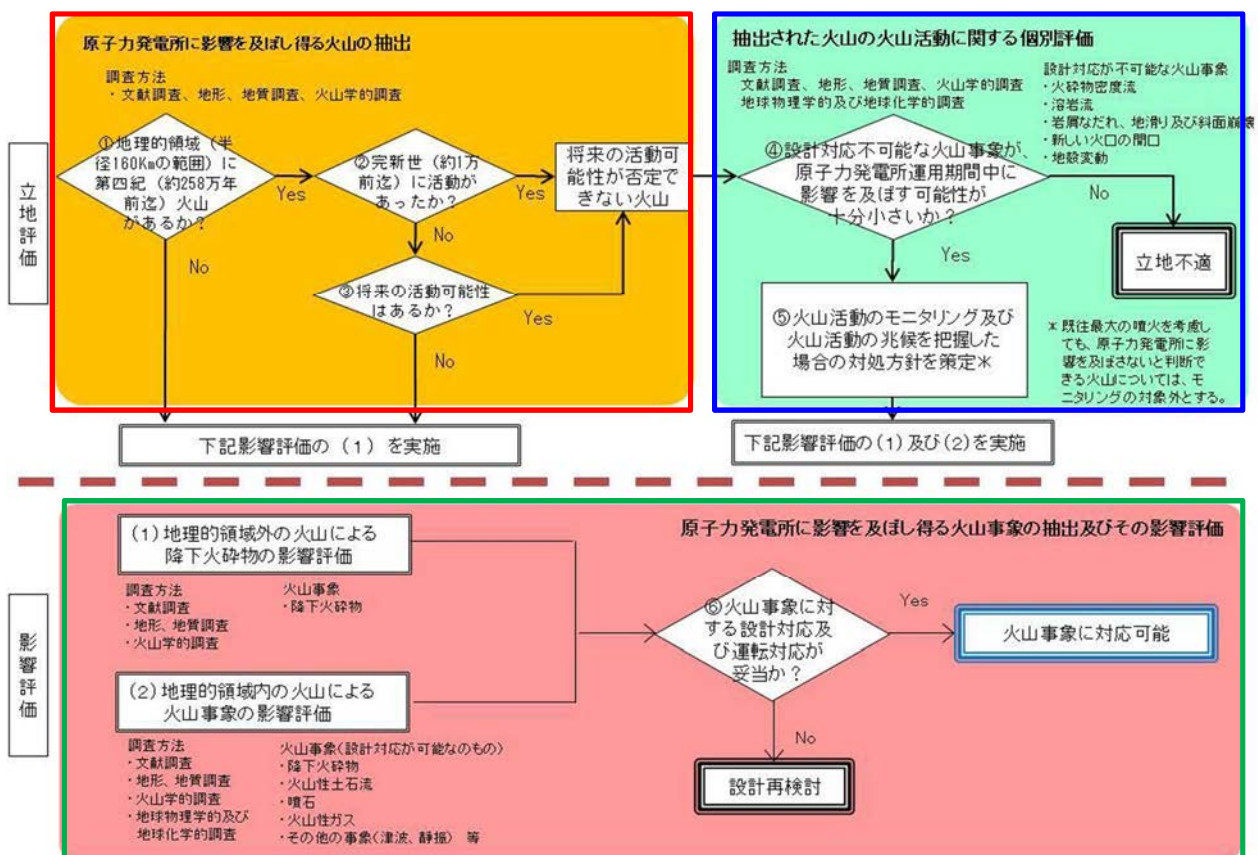 原子力発電所に影響を及ぼし得る火山の抽出
調査方法
・文献調査、地形、地質調査、火山学的調査
①地理的領域（半
径160Kmの範囲）に
第四紀（約258万年
前迄）火山
があるか？
Yes
②完新世（約1万
前迄）に活動が
あったか？
Yes
将来の活動可
能性が否定で
きない火山
No
No
③将来の活動可能性
はあるか？
Yes
No
立地評価
抽出された火山の火山活動に関する個別評価
調査方法
文献調査、地形、地質調査、火山学的調査
地球物理学的及び地球化学的調査
設計対応が不可能な火山事象
・火砕物密度流
・溶岩流
・岩屑なだれ、地滑り及び斜面崩壊
・新しい火口の開口
・地殻変動
④設計対応不可能な火山事象が、
原子力発電所運用期間中に
影響を及ぼす可能性が
十分小さいか？
No
立地不適
Yes
⑤火山活動のモニタリング及び
火山活動の兆候を把握した
場合の対処方針を策定＊
＊既往最大の噴火を考慮し
ても、原子力発電所に影
響を及ぼさないと判断で
きる火山については、モ
ニタリングの対象外とする。
下記影響評価の（1）を実施
下記影響評価の(1)及び(2)を実施
影響評価
原子力発電所に影響を及ぼし得る火山事象の抽出及びその影響評価
(1)地理的領域外の火山による
降下火砕物の影響評価
調査方法
・文献調査
・地形、地質調査
・火山学的調査
火山事象
・降下火砕物
(2)地理的領域内の火山による
火山事象の影響評価
調査方法
・文献調査
・地形、地質調査
・火山学的調査
・地球物理学的及び
地球化学的調査
火山事象(設計対応が可能なのもの)
・降下火砕物
・火山性土石流
・噴石
・火山性ガス
・その他の事象(津波、静振) 等
⑥火山事象に対
する設計対応及
び運転対応が
妥当か？
Yes
火山事象に対応可能
No
設計再検討